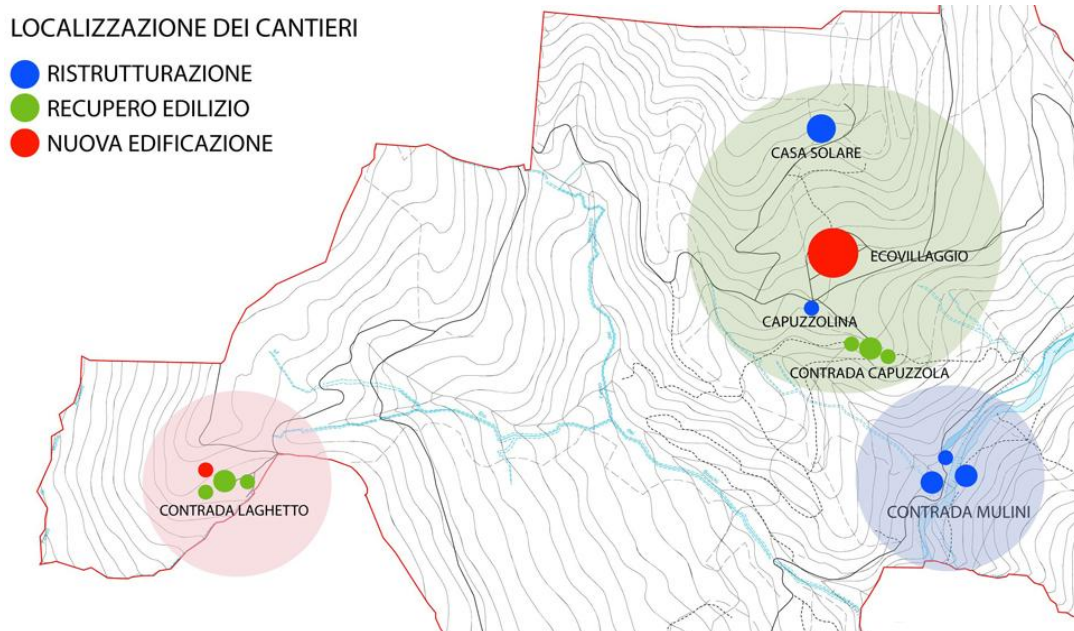 LOCALIZZAZIONE DEI CANTIERI
RISTRUTTURAZIONE
RECUPERO EDILIZIO
NUOVA EDIFICAZIONE
CASA SOLARE
ECOVILLAGGIO
CAPUZZOLINA
CONTRADA CAPUZZOLA
CONTRADA LAGHETTO
CONTRADA MULINI